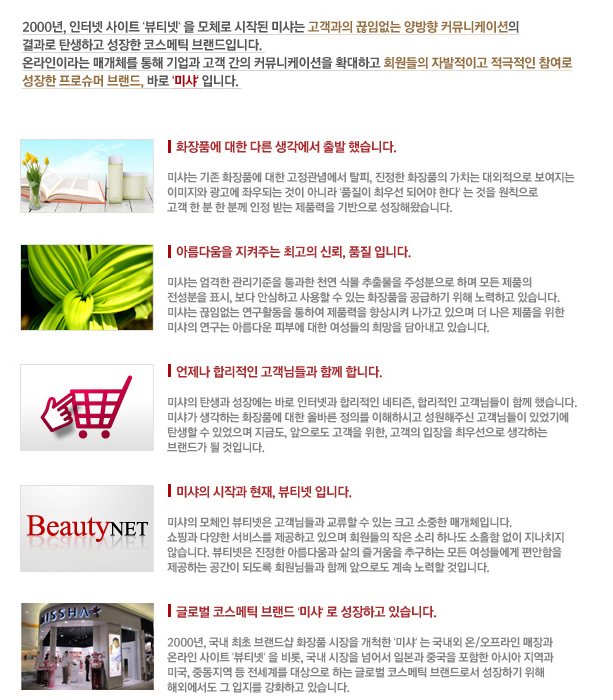 2000년, 인터넷 사이트 '뷰티넷' 을 모체로 시작된 미샤는 고객과의 끊임없는 양방향 커뮤니케이션의
결과로 탄생하고 성장한 코스메틱 브랜드입니다.
온라인이라는 매개체를 통해 기업과 고객 간의 커뮤니케이션을 확대하고 회원들의 자발적이고 적극적인 참여로
성장한 프로슈머 브랜드, 바로 '미샤' 입니다.
화장품에 대한 다른 생각에서 출발 했습니다.
미샤는 기존 화장품에 대한 고정관념에서 탈피, 진정한 화장품의 가치는 대외적으로 보여지는
이미지와 광고에 좌우되는 것이 아니라 '품질이 최우선 되어야 한다' 는 것을 원칙으로
고객 한 분 한 분께 인정 받는 제품력을 기반으로 성장해왔습니다.
아름다움을 지켜주는 최고의 신뢰, 품질 입니다.
미샤는 엄격한 관리기준을 통과한 천연 식물 추출물을 주성분으로 하며 모든 제품의
전성분을 표시, 보다 안심하고 사용할 수 있는 화장품을 공급하기 위해 노력하고 있습니다.
미샤는 끊임없는 연구활동을 통하여 제품력을 향상시켜 나가고 있으며 더 나은 제품을 위한
미샤의 연구는 아름다운 피부에 대한 여성들의 희망을 담아내고 있습니다.
언제나 합리적인 고객님들과 함께 합니다.
미샤의 탄생과 성장에는 바로 인터넷과 합리적인 네티즌, 합리적인 고객님들이 함께 했습니다.
미샤가 생각하는 화장품에 대한 올바른 정의를 이해하시고 성원해주신 고객님들이 있었기에
탄생할 수 있었으며 지금도, 앞으로도 고객을 위한, 고객의 입장을 최우선으로 생각하는
브랜드가 될 것입니다.
BeautyNET
미샤의 시작과 현재, 뷰티넷 입니다.
미샤의 모체인 뷰티넷은 고객님들과 교류할 수 있는 크고 소중한 매개체입니다.
쇼핑과 다양한 서비스를 제공하고 있으며 회원들의 작은 소리 하나도 소홀함 없이 지나치지
않습니다. 뷰티넷은 진정한 아름다움과 삶의 즐거움을 추구하는 모든 여성들에게 편안함을
제공하는 공간이 되도록 회원님들과 함께 앞으로도 계속 노력할 것입니다.
MISSHA
글로벌 코스메틱 브랜드 '미샤' 로 성장하고 있습니다.
2000년, 국내 최초 브랜드샵 화장품 시장을 개척한 '미샤' 는 국내외 온/오프라인 매장과
온라인 사이트 '뷰티넷' 을 비롯, 국내 시장을 넘어서 일본과 중국을 포함한 아시아 지역과
미국, 중동지역 등 전세계를 대상으로 하는 글로벌 코스메틱 브랜드로서 성장하기 위해
해외에서도 그 입지를 강화하고 있습니다.